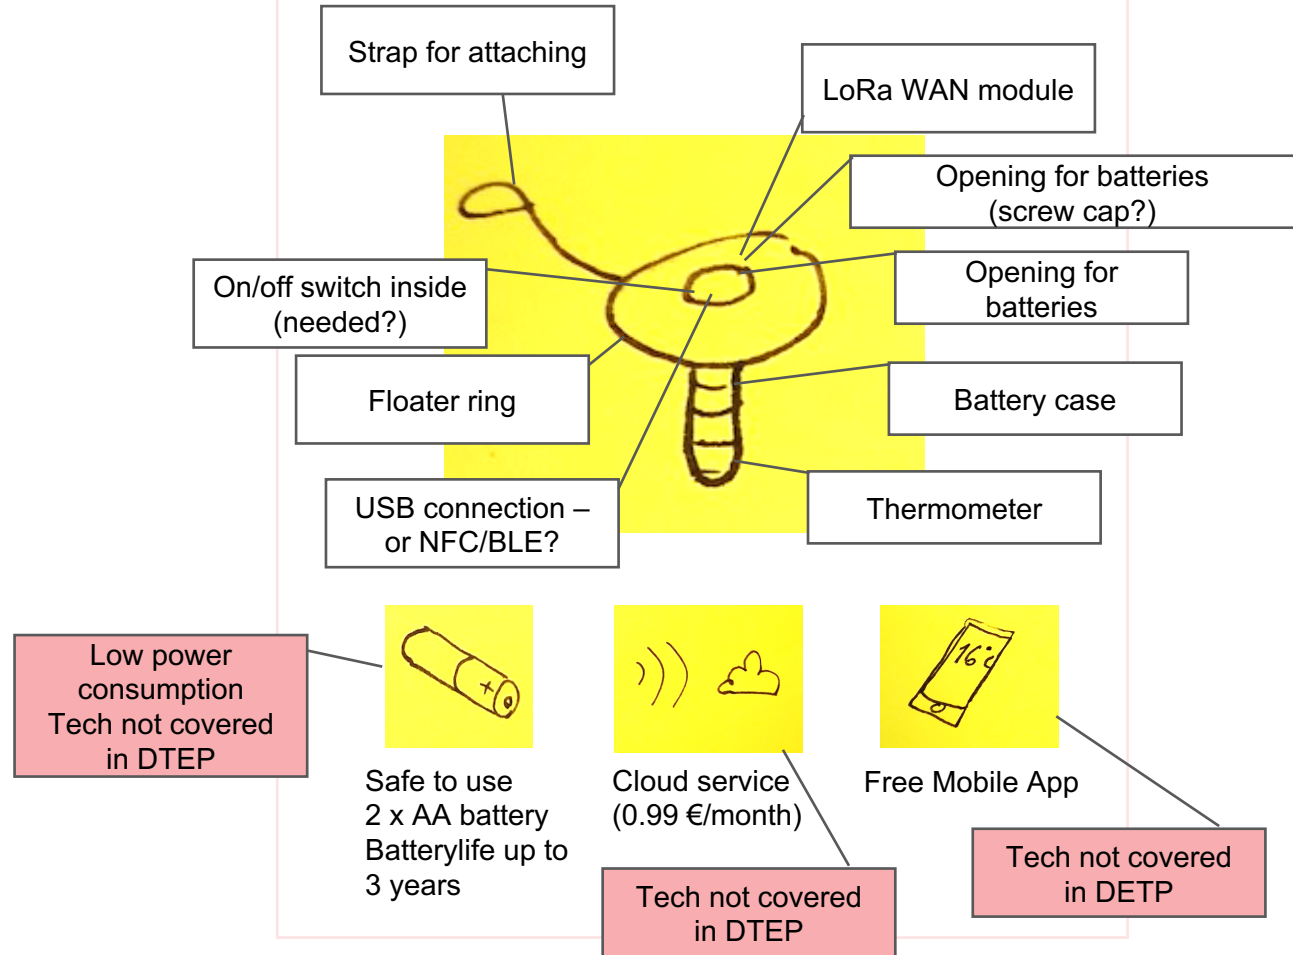 Strap for attaching
LoRa WAN module
Opening for batteries
(screw cap?)
On/off switch inside
(needed?)
Opening for
batteries
Floater ring
Battery case
USB connection –
or NFC/BLE?
Thermometer
Low power
consumption
Tech not covered
in DTEP
+
16°c
Safe to use
2 x AA battery
Batterylife up to
3 years
Cloud service
(0.99 €/month)
Free Mobile App
Tech not covered
in DTEP
Tech not covered
in DETP